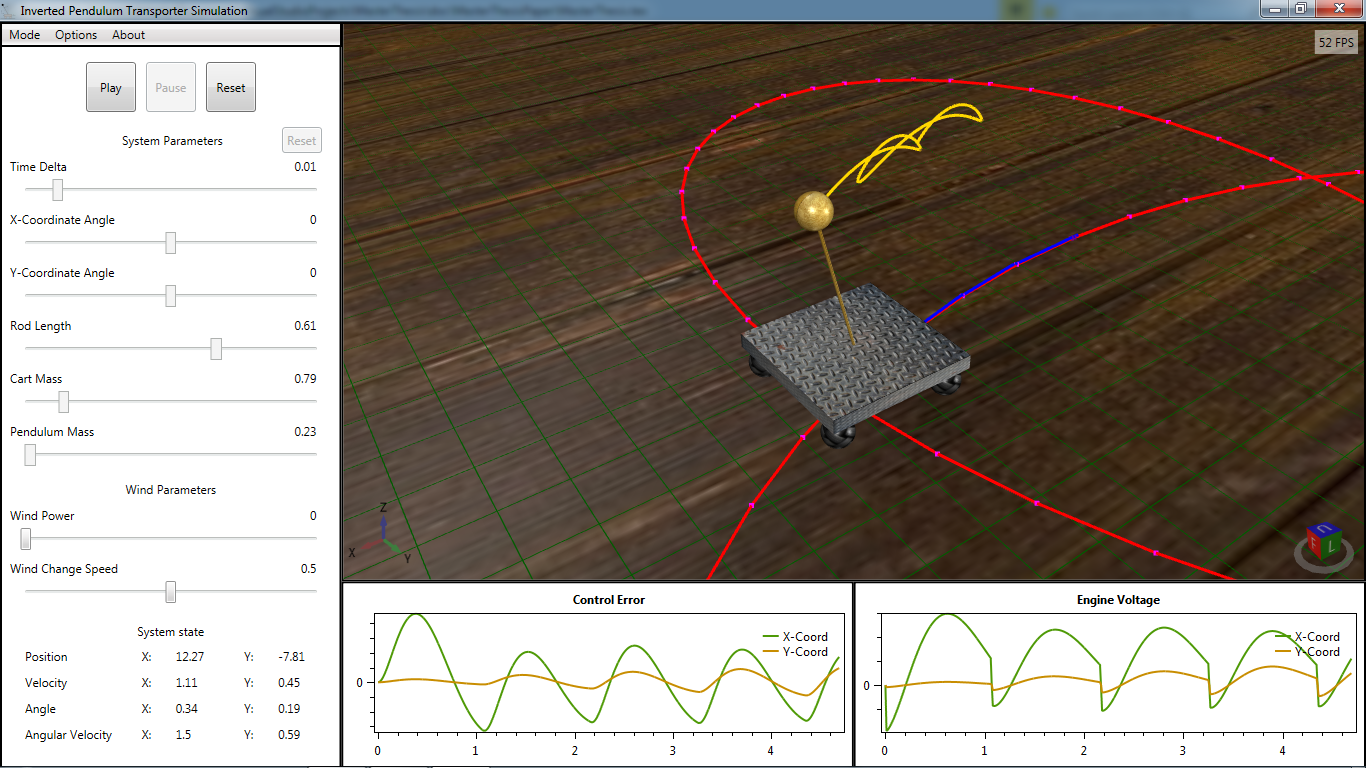 Inverted Pendulum Transporter Simulation
Mode Options About
Play Pause Reset
System Parameters Reset
Time Delta 0.01
X-Coordinate Angle 0
Y-Coordinate Angle 0
Rod Length 0.61
Cart Mass 0.79
Pendulum Mass 0.23
Wind Parameters
Wind Power 0
Wind Change Speed 0.5
System state
Position X: 12.27 Y: -7.81
Velocity X: 1.11 Y: 0.45
Angle X: 0.34 Y: 0.19
Angular Velocity X: 1.5 Y: 0.59
52 FPS
Z
X
Y
F L
Control Error
X-Coord
Y-Coord
0
0 1 2 3 4
Engine Voltage
X-Coord
Y-Coord
0
0 1 2 3 4